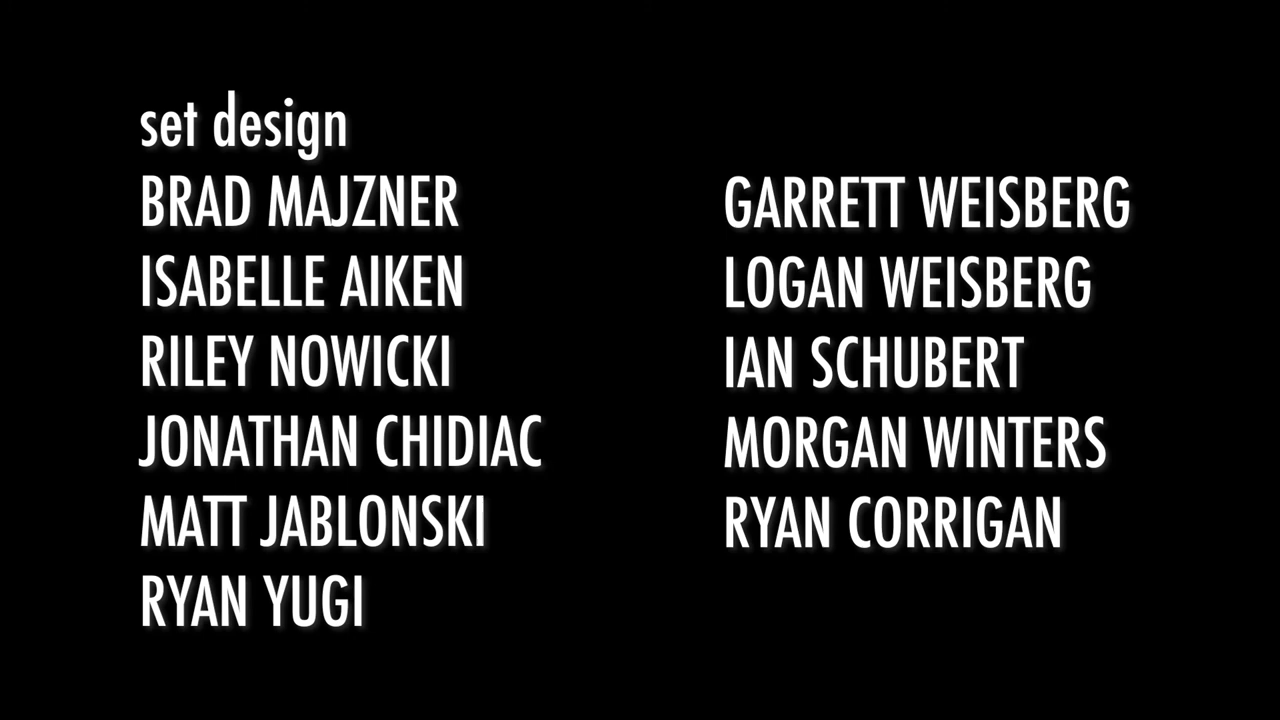 set design
BRAD MAJZNER
ISABELLE AIKEN
RILEY NOWICKI
JONATHAN CHIDIAC
MATT JABLONSKI
RYAN YUGI
GARRETT WEISBERG
LOGAN WEISBERG
IAN SCHUBERT
MORGAN WINTERS
RYAN CORRIGAN